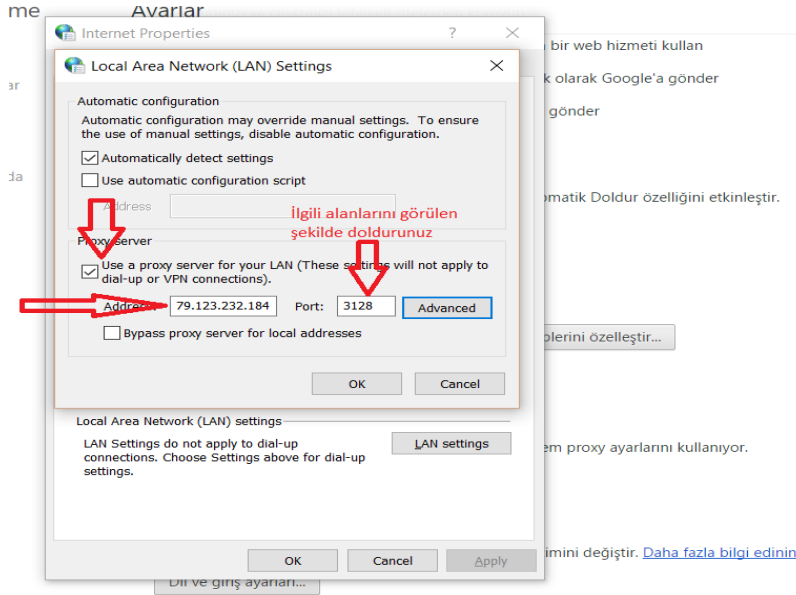 me Ayarlar
Internet Properties ?
bir web hizmeti kullan
Local Area Network (LAN) Settings
k olarak Google'a gönder
ar
Automatic configuration
gönder
Automatic configuration may override manual settings. To ensure
the use of manual settings, disable automatic configuration.
Automatically detect settings
da
Use automatic configuration script
omatik Doldur özelliğini etkinleştir.
Address
İlgili alanlarını görülen
şekilde doldurunuz
Proxy server
Use a proxy server for your LAN (These settings will not apply to
dial-up or VPN connections).
Address: 79.123.232.184 Port: 3128 Advanced
Bypass proxy server for local addresses
plerini özelleştir...
OK Cancel
Local Area Network (LAN) settings
LAN Settings do not apply to dial-up
connections. Choose Settings above for dial-up
settings.
LAN settings
em proxy ayarlarını kullanıyor.
OK Cancel Apply
imini değiştir. Daha fazla bilgi edinin
Dil ve giriş ayarları...